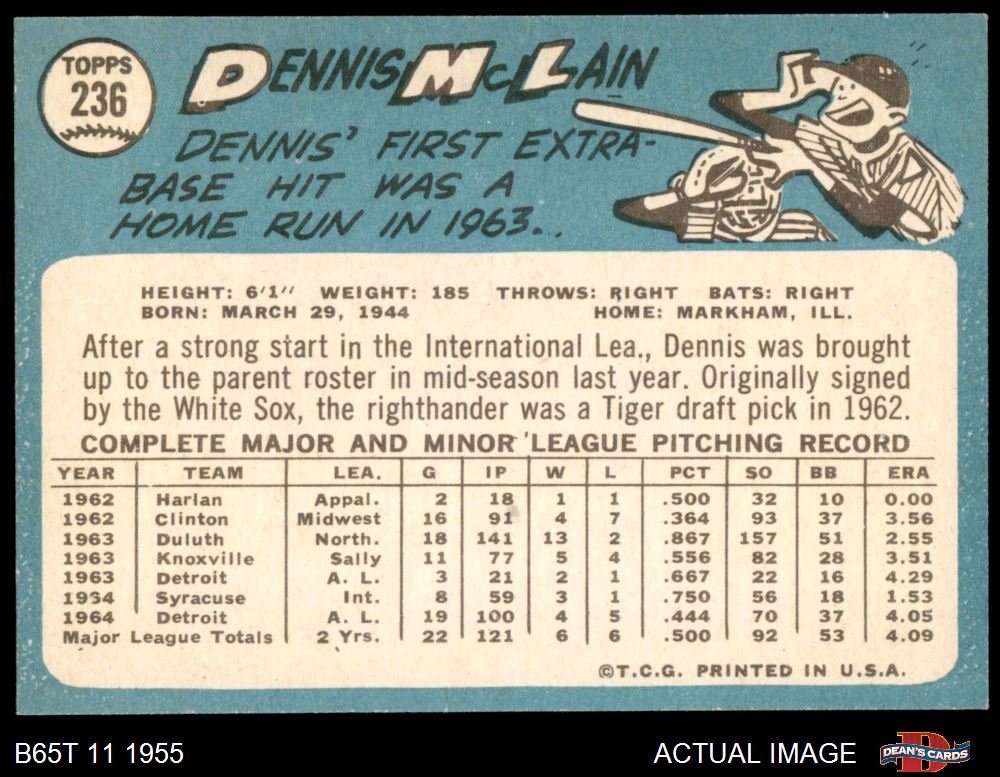 TOPPS
236
DENNIS McLAIN
DENNIS' FIRST EXTRA-
BASE HIT WAS A
HOME RUN IN 1963..
D
HEIGHT: 6'1" WEIGHT: 185 THROWS: RIGHT BATS: RIGHT
BORN: MARCH 29, 1944 HOME: MARKHAM, ILL.
After a strong start in the International Lea., Dennis was brought
up to the parent roster in mid-season last year. Originally signed
by the White Sox, the righthander was a Tiger draft pick in 1962.
COMPLETE MAJOR AND MINOR LEAGUE PITCHING RECORD
YEAR TEAM LEA. G IP W L PCT SO BB ERA
1962 Harlan Appal. 2 18 1 1 .500 32 10 0.00
1962 Clinton Midwest 16 91 4 7 .364 93 37 3.56
1963 Duluth North. 18 141 13 2 .867 157 51 2.55
1963 Knoxville Sally 11 77 5 4 .556 82 28 3.51
1963 Detroit A. L. 3 21 2 1 .667 22 16 4.29
1934 Syracuse Int. 8 59 3 1 .750 56 18 1.53
1964 Detroit A. L. 19 100 4 5 .444 70 37 4.05
Major League Totals 2 Yrs. 22 121 6 6 .500 92 53 4.09
©T.C.G. PRINTED IN U.S.A.
B65T 11 1955 ACTUAL IMAGE D DEAN'S CARDS